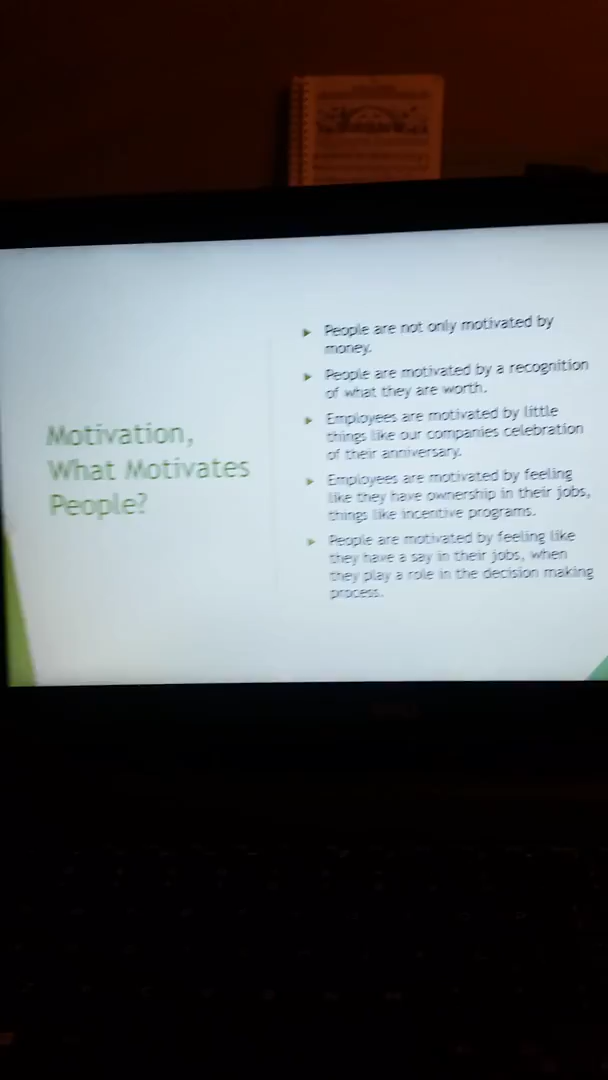 Motivation,
What Motivates
People?
People are not only motivated by
money.
People are motivated by a recognition
of what they are worth.
Employees are motivated by little
things like our companies celebration
of their anniversary.
Employees are motivated by feeling
like they have ownership in their jobs,
things like incentive programs.
People are motivated by feeling like
they have a say in their jobs, when
they play a role in the decision making
process.